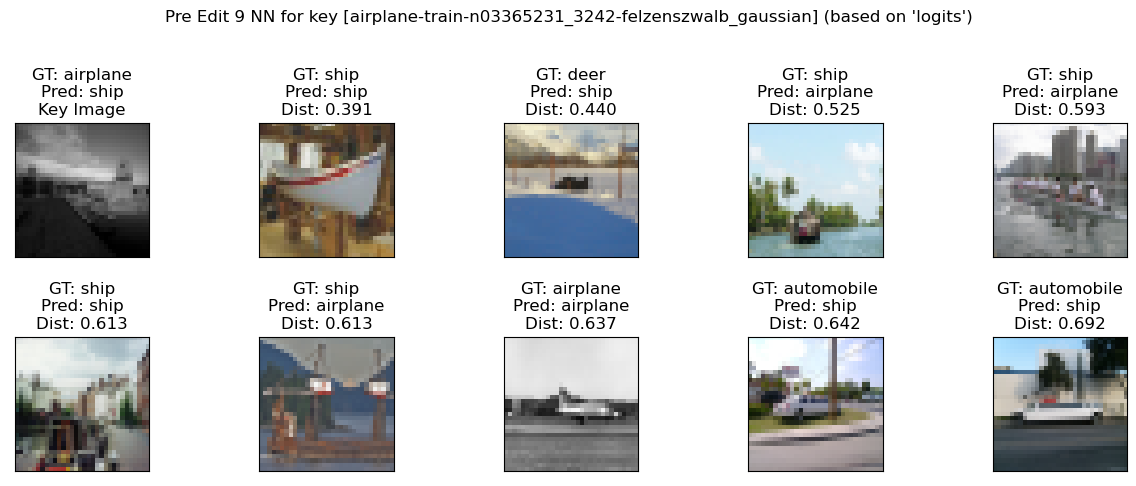 Pre Edit 9 NN for key [airplane-train-n03365231_3242-felzenszwalb_gaussian] (based on 'logits')
GT: airplane
Pred: ship
Key Image
GT: ship
Pred: ship
Dist: 0.391
GT: deer
Pred: ship
Dist: 0.440
GT: ship
Pred: airplane
Dist: 0.525
GT: ship
Pred: airplane
Dist: 0.593
GT: ship
Pred: ship
Dist: 0.613
GT: ship
Pred: airplane
Dist: 0.613
GT: airplane
Pred: airplane
Dist: 0.637
GT: automobile
Pred: ship
Dist: 0.642
GT: automobile
Pred: ship
Dist: 0.692